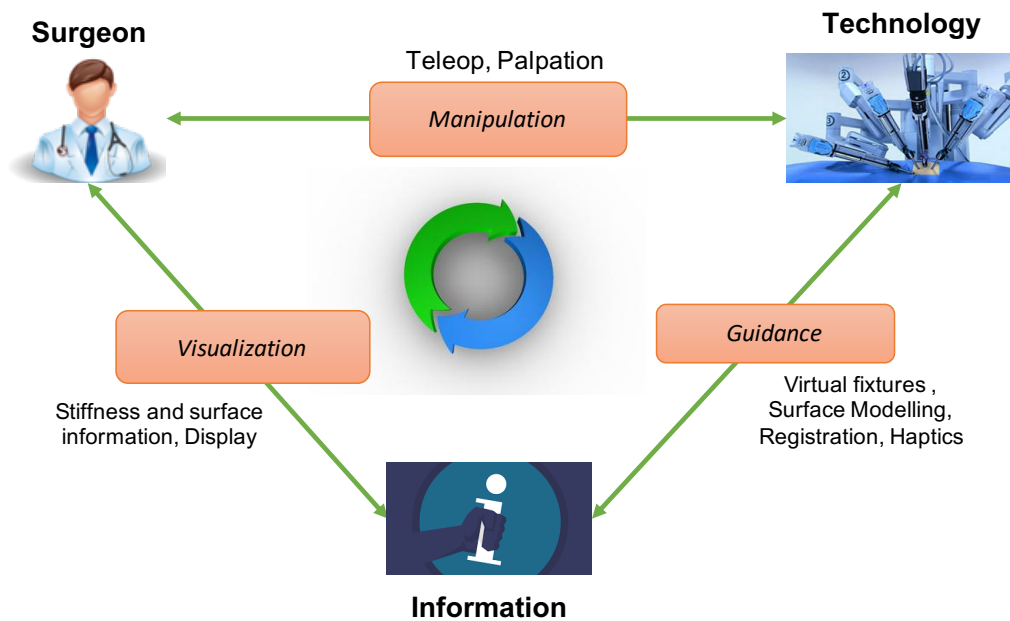 Surgeon
Technology
Teleop, Palpation
Manipulation
Visualization
Guidance
Stiffness and surface
information, Display
Virtual fixtures ,
Surface Modelling,
Registration, Haptics
Information